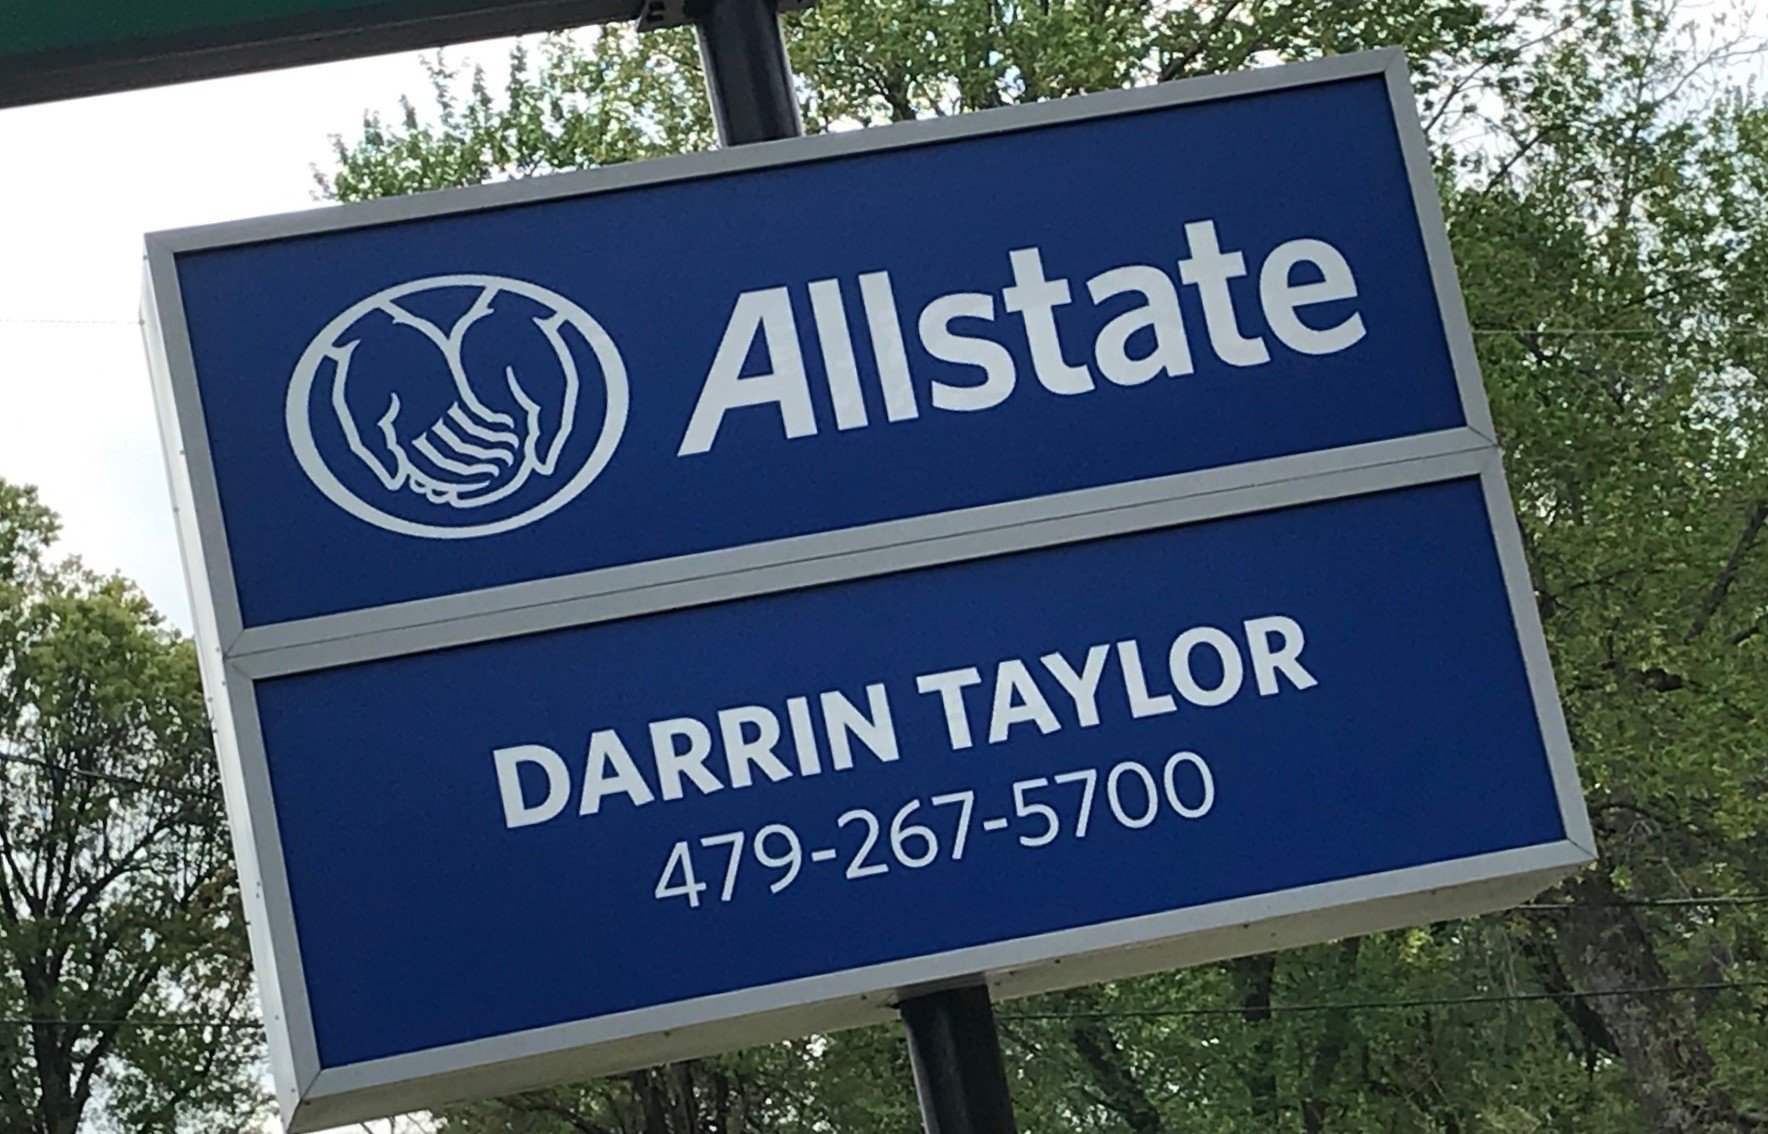 Allstate
DARRIN TAYLOR
479-267-5700